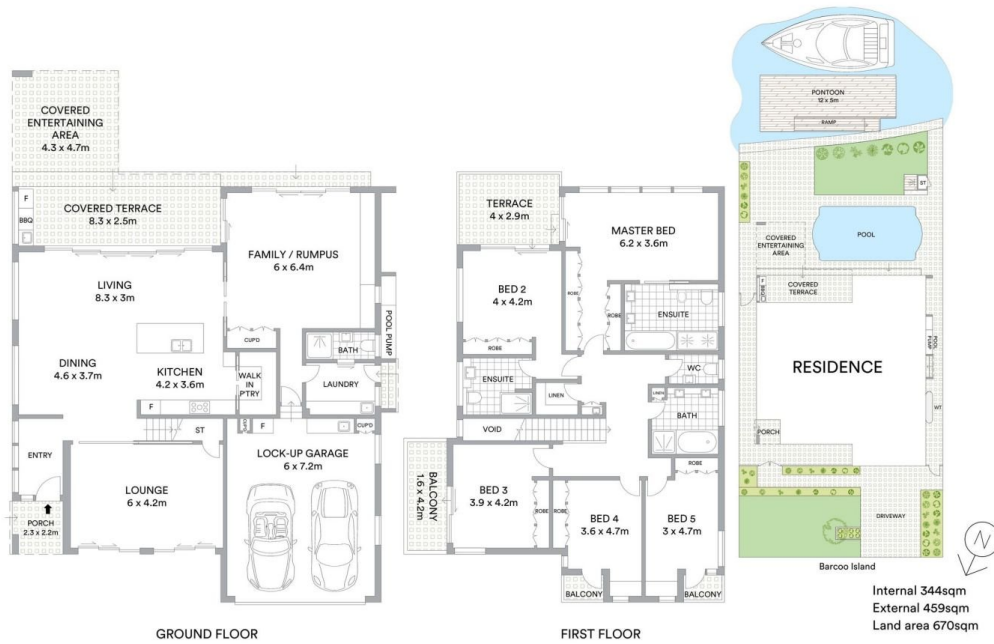 COVERED
ENTERTAINING
AREA
4.3 x 4.7m
F
BBQ
COVERED TERRACE
8.3 x 2.5m
FAMILY / RUMPUS
6 x 6.4m
LIVING
8.3 x 3m
CUP'D
BATH
POOL PUMP
DINING
4.6 x 3.7m
KITCHEN
4.2 x 3.6m
WALK
IN
P'TRY
LAUNDRY
F
ST
CUP'D
F
CUP'D
ENTRY
LOCK-UP GARAGE
6 x 7.2m
LOUNGE
6 x 4.2m
PORCH
2.3 x 2.2m
GROUND FLOOR
TERRACE
4 x 2.9m
MASTER BED
6.2 x 3.6m
BED 2
4 x 4.2m
ROBE
ROBE
ENSUITE
ROBE
ENSUITE
LINEN
WC
LINEN
BATH
VOID
ROBE
BALCONY
1.6 x 4.2m
BED 3
3.9 x 4.2m
ROBE
ROBE
BED 4
3.6 x 4.7m
BED 5
3 x 4.7m
BALCONY
BALCONY
FIRST FLOOR
PONTOON
12 x 5m
RAMP
ST
POOL
COVERED
ENTERTAINING
AREA
F
BBQ
COVERED
TERRACE
POOL
PUMP
RESIDENCE
WT
PORCH
DRIVEWAY
Barcoo Island
N
Internal 344sqm
External 459sqm
Land area 670sqm